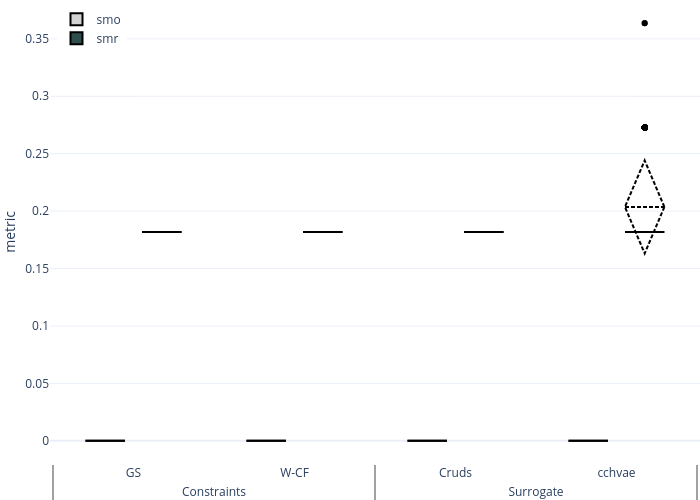 smo
smr
0.35
0.3
0.25
0.2
0.15
0.1
0.05
0
metric
GS
W-CF
Cruds
cchvae
Constraints
Surrogate